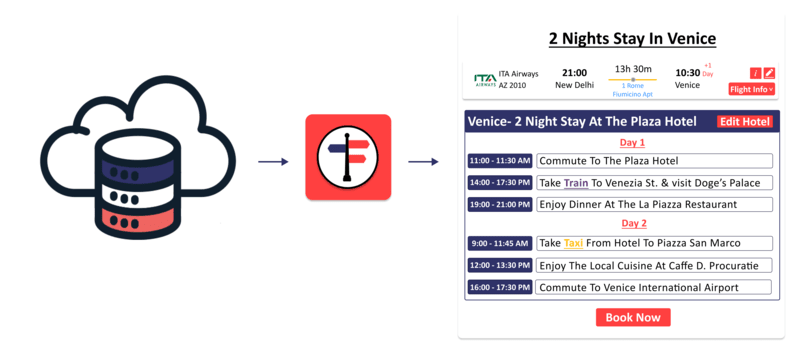 2 Nights Stay In Venice
ITA
AIRWAYS
ITA Airways
AZ 2010
21:00
New Delhi
13h 30m
1 Rome
Fiumicino Apt
10:30
Venice
+1
Day
i
Flight Info
Venice- 2 Night Stay At The Plaza Hotel
Edit Hotel
Day 1
11:00 - 11:30 AM Commute To The Plaza Hotel
14:00 - 17:30 PM Take Train To Venezia St. & visit Doge's Palace
19:00 - 21:00 PM Enjoy Dinner At The La Piazza Restaurant
Day 2
9:00 - 11:45 AM Take Taxi From Hotel To Piazza San Marco
12:00 - 13:30 PM Enjoy The Local Cuisine At Caffe D. Procuratie
16:00 - 17:30 PM Commute To Venice International Airport
Book Now